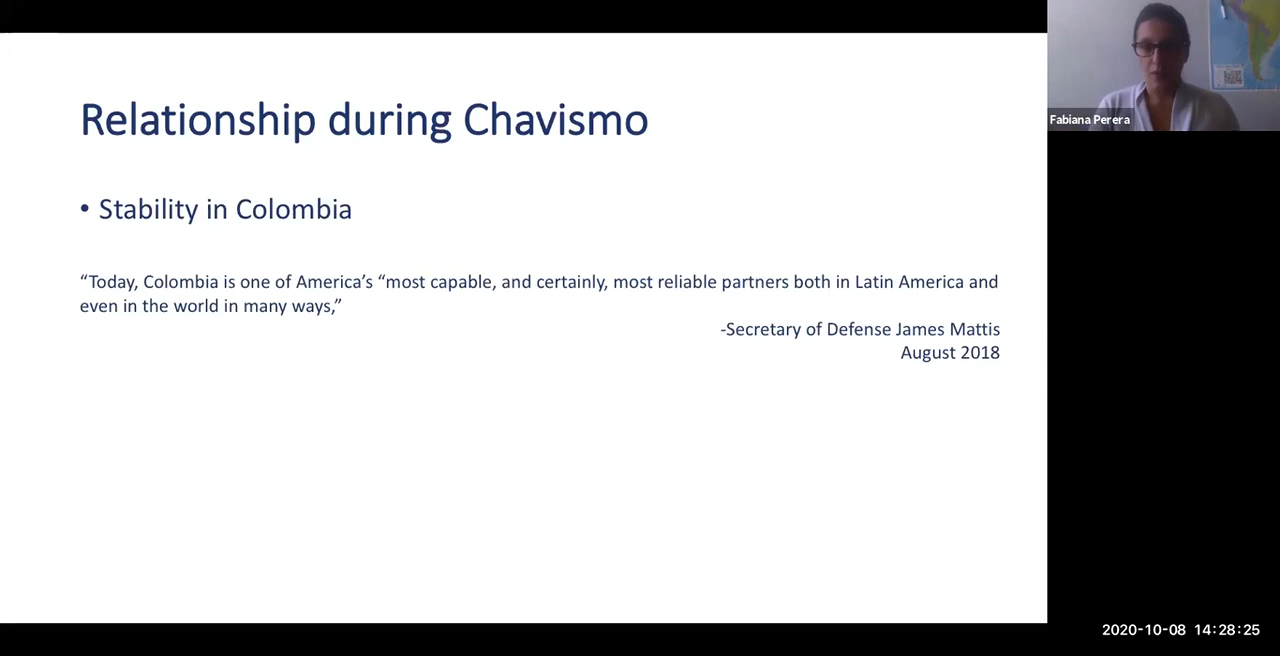 Relationship during Chavismo
• Stability in Colombia
“Today, Colombia is one of America’s “most capable, and certainly, most reliable partners both in Latin America and
even in the world in many ways,”
-Secretary of Defense James Mattis
August 2018
Fabiana Perera
2020-10-08 14:28:25